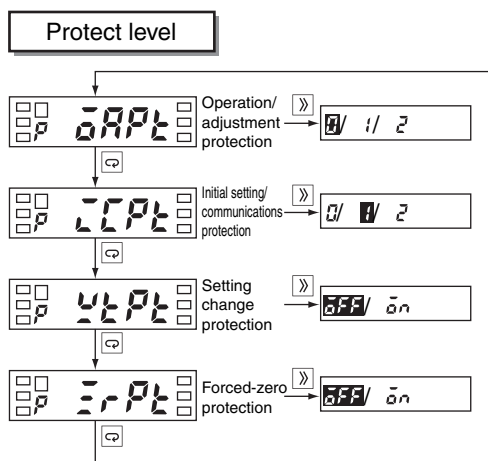 Protect level
P oAPt
Operation/
adjustment
protection
0/ 1/ 2
P iCPt
Initial setting/
communications
protection
0/ 1/ 2
P WtPt
Setting
change
protection
oFF/ on
P ZrPt
Forced-zero
protection
oFF/ on